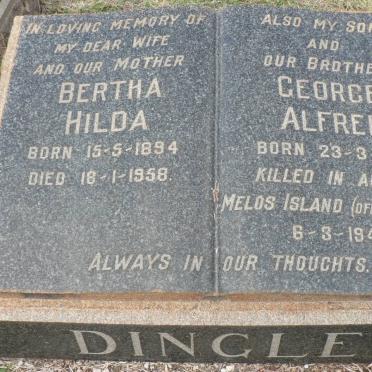 IN LOVING MEMORY OF
MY DEAR WIFE
AND OUR MOTHER
BERTHA
HILDA
BORN 15-5-1894
DIED 18-1-1958.
ALSO MY SO
AND
OUR BROTHE
GEORGE
ALFRE
BORN 23-3
KILLED IN A
MELOS ISLAND (OF
6-3-194
ALWAYS IN OUR THOUGHTS.
DINGLE